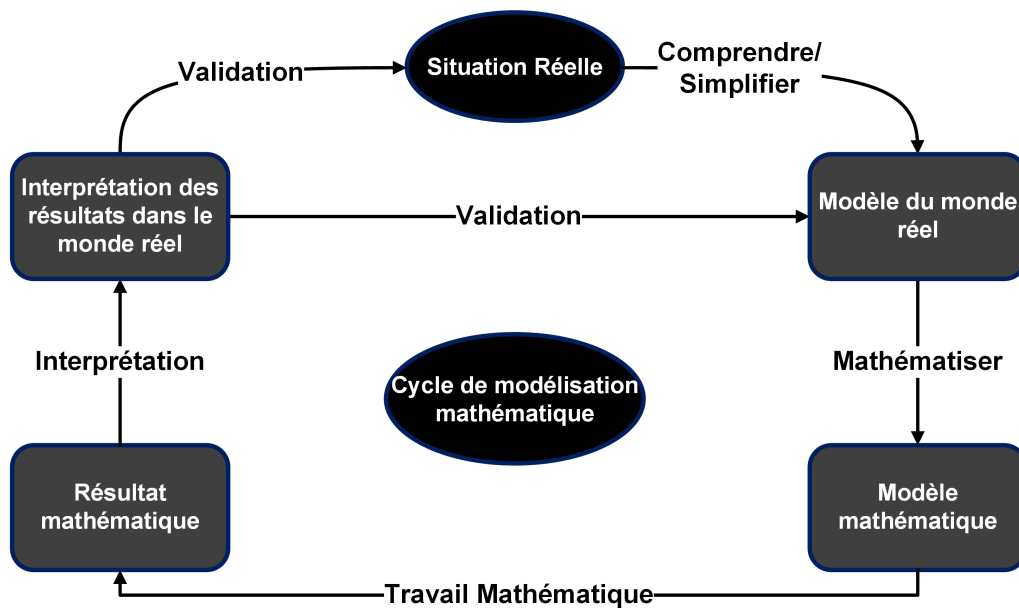 Situation Réelle
Comprendre/
Simplifier
Validation
Interprétation des
résultats dans le
monde réel
Validation
Modèle du monde
réel
Interprétation
Mathématiser
Cycle de modélisation
mathématique
Résultat
mathématique
Modèle
mathématique
Travail Mathématique